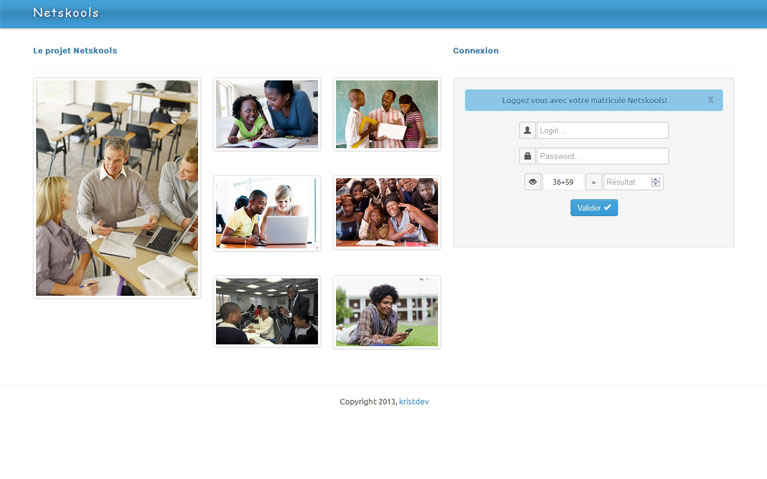 Netskools
Le projet Netskools
Connexion
Loggez vous avec votre matricule Netskools!
X
Login...
Password...
36+59 = Résultat
Valider
Copyright 2013, kristdev